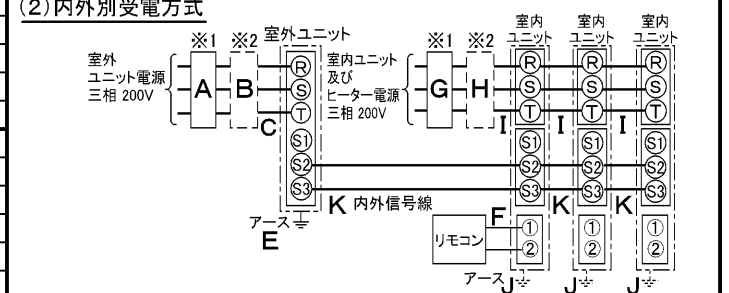 (2)内外別受電方式
※1 ※2 室外ユニット
室外
ユニット電源
三相 200V
A B
R
S
T
C
S1
S2
S3
アース
E
※1 ※2
室内ユニット
及び
ヒーター電源
三相 200V
G H
室内
ユニット
室内
ユニット
室内
ユニット
R R R
S S S
T T T
I I I
S1 S1 S1
S2 S2 S2
S3 S3 S3
K 内外信号線 K K
F
リモコン
① ① ①
② ② ②
アース J J J